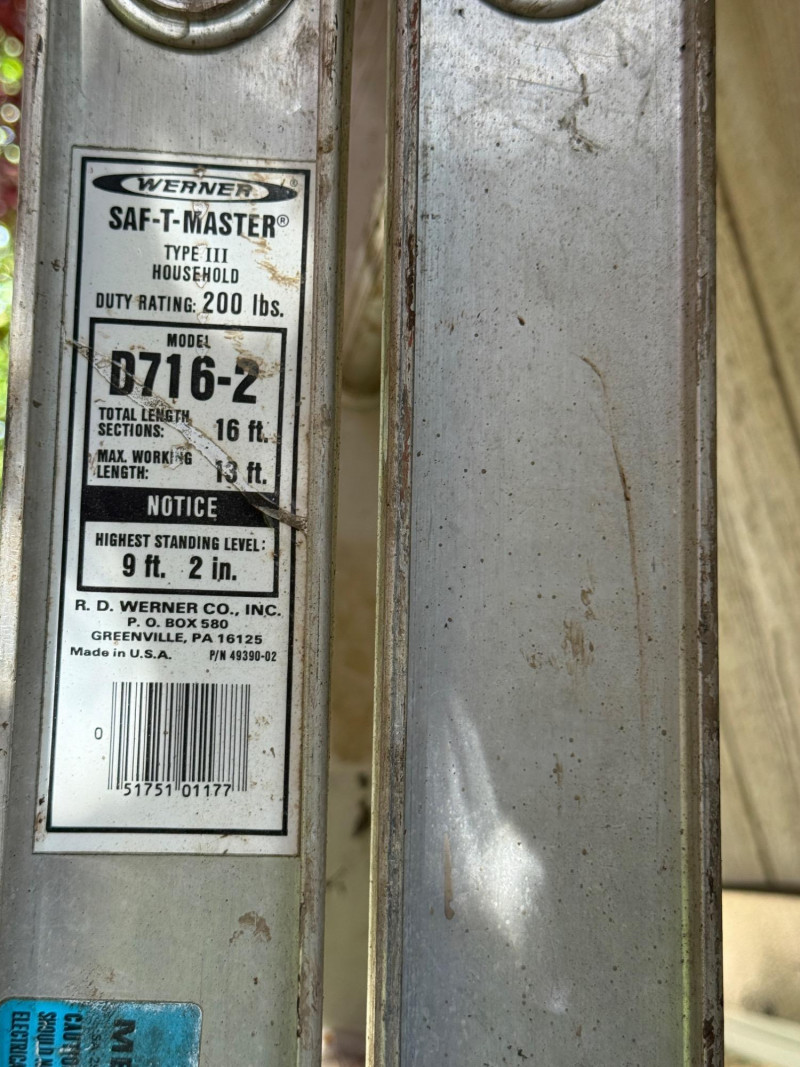 WERNER®
SAF-T-MASTER®
TYPE III
HOUSEHOLD
DUTY RATING: 200 lbs.
MODEL
D716-2
TOTAL LENGTH
SECTIONS: 16 ft.
MAX. WORKING
LENGTH: 13 ft.
NOTICE
HIGHEST STANDING LEVEL:
9 ft. 2 in.
R. D. WERNER CO., INC.
P. O. BOX 580
GREENVILLE, PA 16125
Made in U.S.A. P/N 49390-02
0 51751 01177